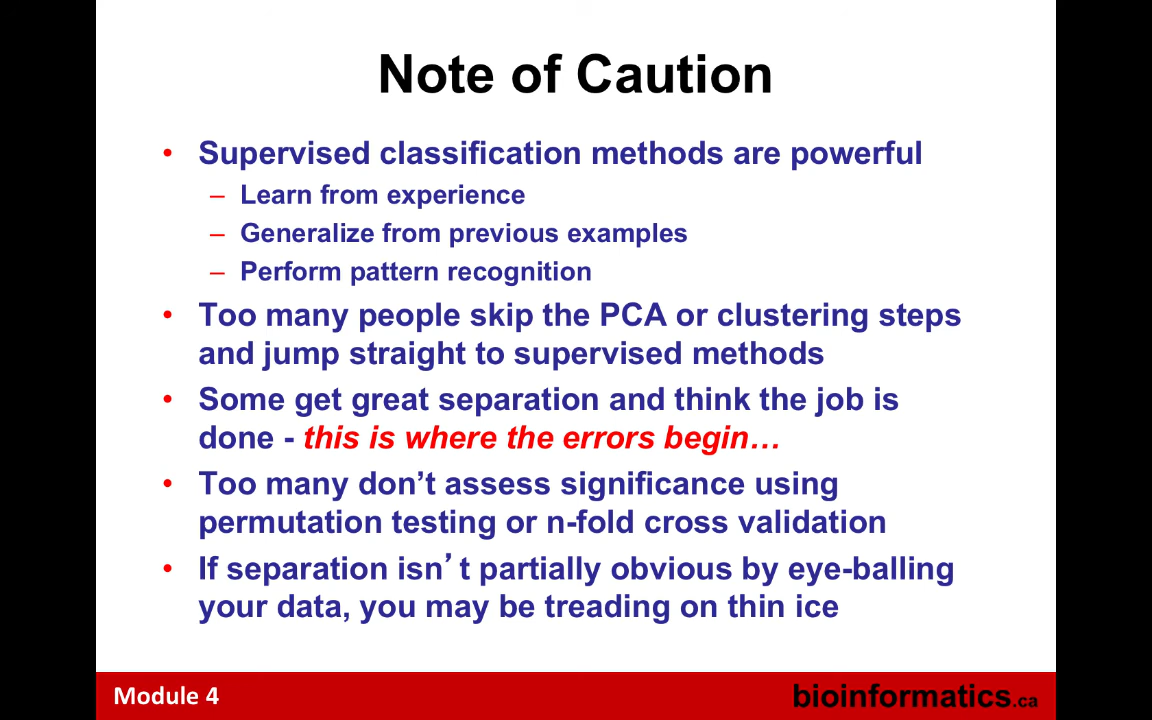 Note of Caution
• Supervised classification methods are powerful
– Learn from experience
– Generalize from previous examples
– Perform pattern recognition
• Too many people skip the PCA or clustering steps
and jump straight to supervised methods
• Some get great separation and think the job is
done - this is where the errors begin…
• Too many don’t assess significance using
permutation testing or n-fold cross validation
• If separation isn’t partially obvious by eye-balling
your data, you may be treading on thin ice
Module 4
bioinformatics.ca